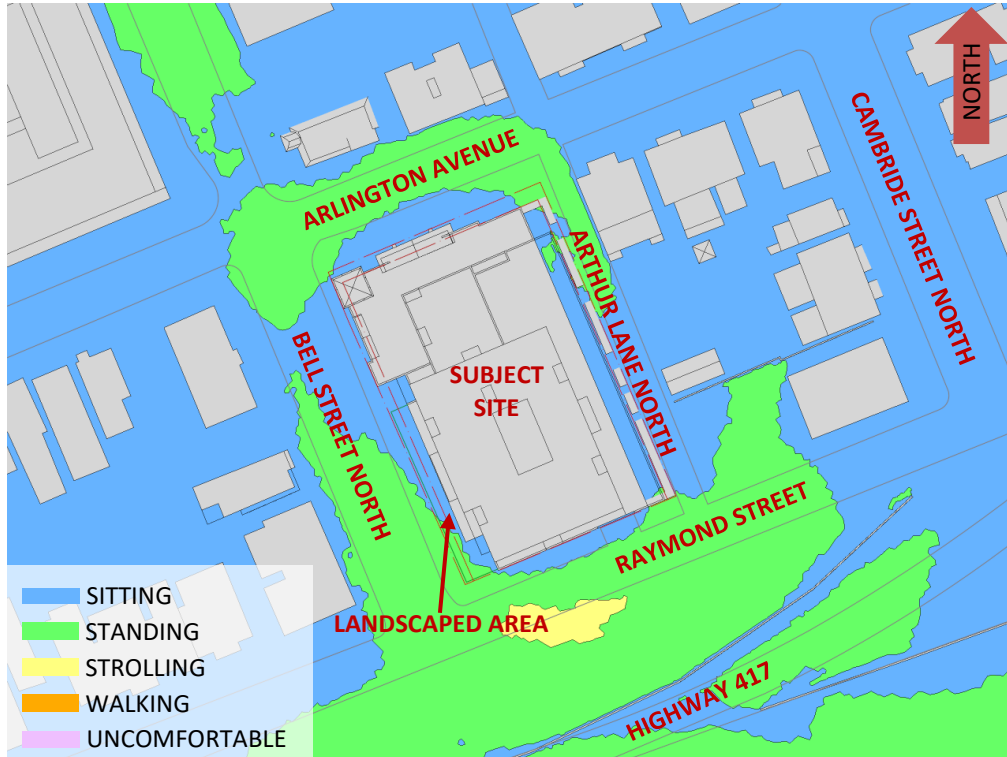 NORTH
ARLINGTON AVENUE
CAMBRIDE STREET NORTH
ARTHUR LANE NORTH
BELL STREET NORTH
SUBJECT
SITE
RAYMOND STREET
LANDSCAPED AREA
HIGHWAY 417
SITTING
STANDING
STROLLING
WALKING
UNCOMFORTABLE